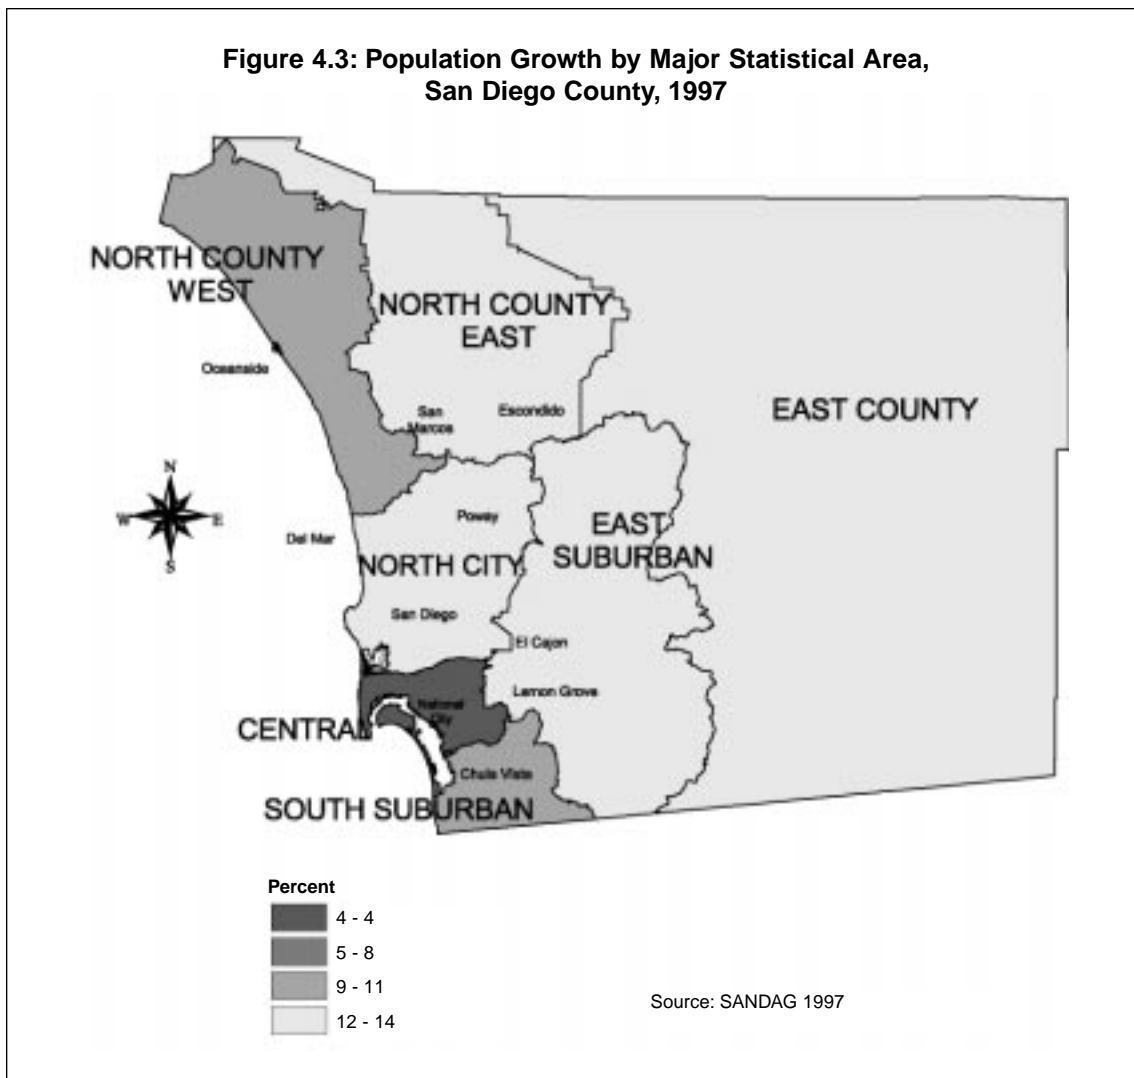 Figure 4.3: Population Growth by Major Statistical Area,
San Diego County, 1997
NORTH COUNTY
WEST
NORTH COUNTY
EAST
Oceanside
San
Marcos
Escondido
EAST COUNTY
N
W
E
S
Poway
Del Mar
EAST
SUBURBAN
NORTH CITY
San Diego
El Cajon
Lemon Grove
National
City
CENTRAL
Chula Vista
SOUTH SUBURBAN
Percent
4 - 4
5 - 8
9 - 11
12 - 14
Source: SANDAG 1997